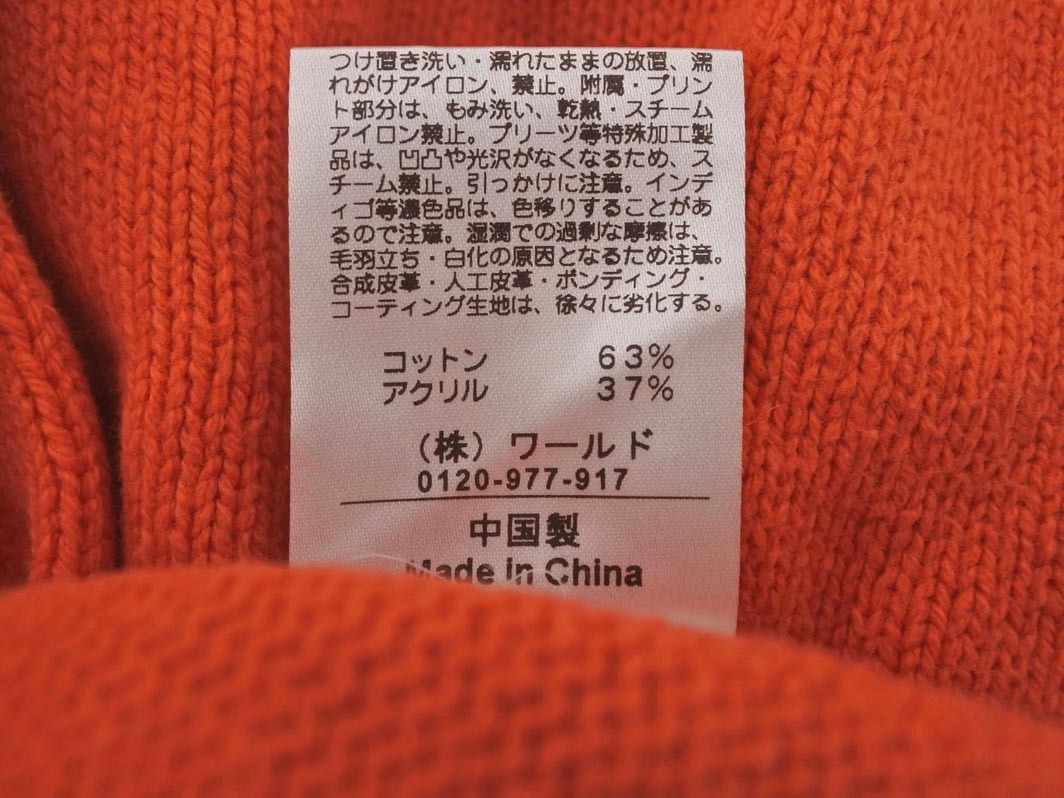 つけ置き洗い・濡れたままの放置、濡
れがけアイロン、禁止。附属・プリン
ト部分は、もみ洗い、乾熱・スチーム
アイロン禁止。プリーツ等特殊加工製
品は、凹凸や光沢がなくなるため、ス
チーム禁止。引っかけに注意。インデ
ィゴ等濃色品は、色移りすることがあ
るので注意。湿潤での過剰な摩擦は、
毛羽立ち・白化の原因となるため注意。
合成皮革・人工皮革・ボンディング・
コーティング生地は、徐々に劣化する。
コットン 63%
アクリル 37%
(株)ワールド
0120-977-917
中国製
Made in China